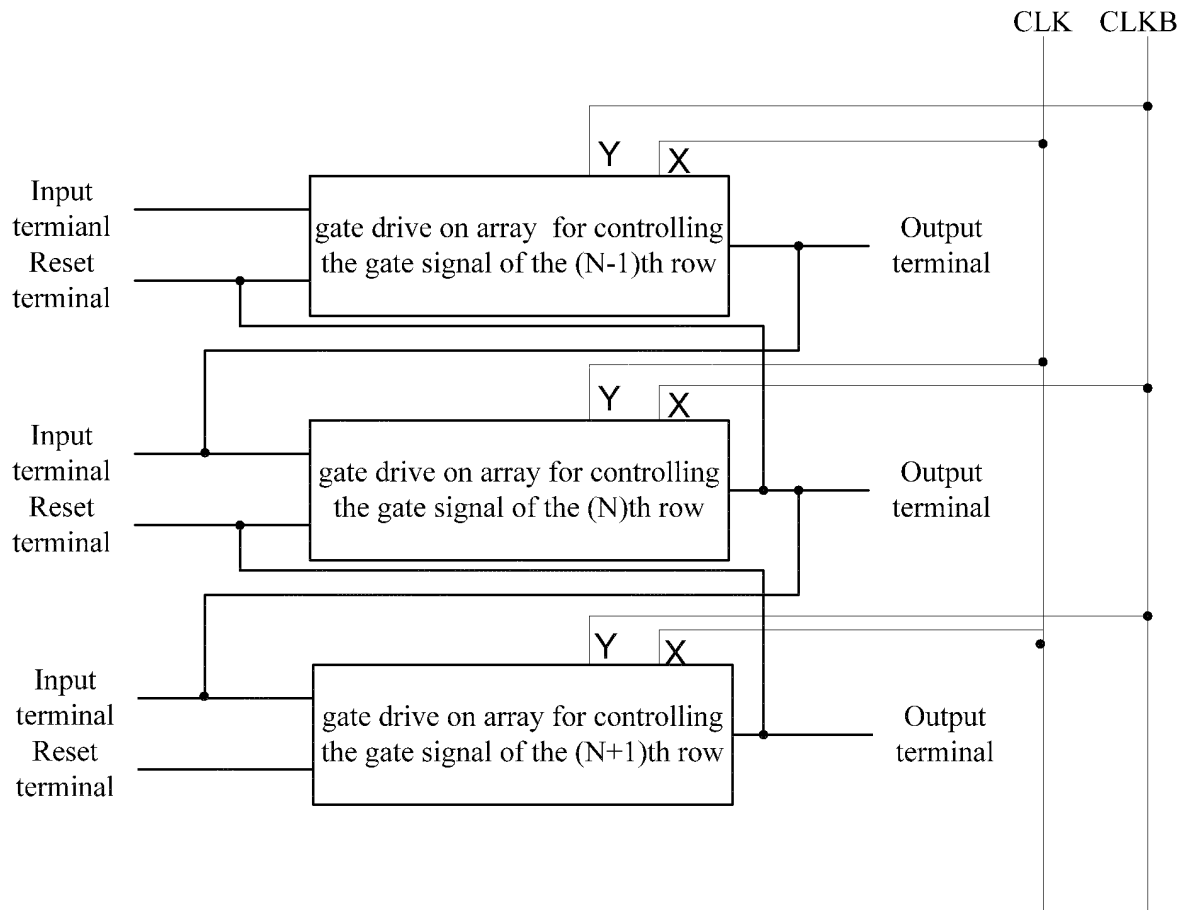 CLK CLKB
Y X
Input
termianl
Reset
terminal
gate drive on array for controlling
the gate signal of the (N-1)th row
Output
terminal
Y X
Input
terminal
Reset
terminal
gate drive on array for controlling
the gate signal of the (N)th row
Output
terminal
Y X
Input
terminal
Reset
terminal
gate drive on array for controlling
the gate signal of the (N+1)th row
Output
terminal